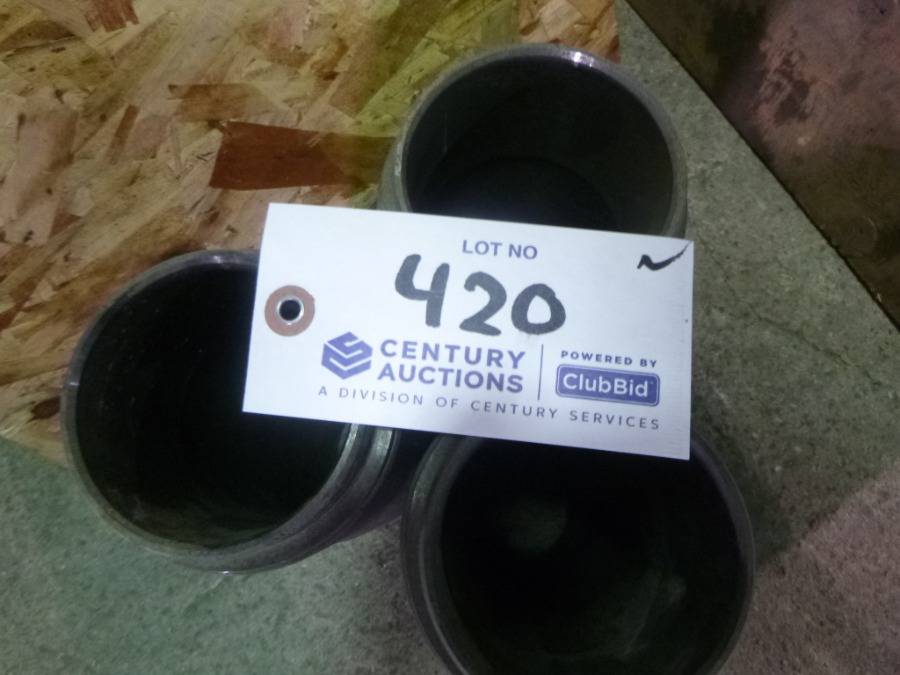 LOT NO
420
CENTURY
AUCTIONS
A DIVISION OF CENTURY SERVICES
POWERED BY
ClubBid